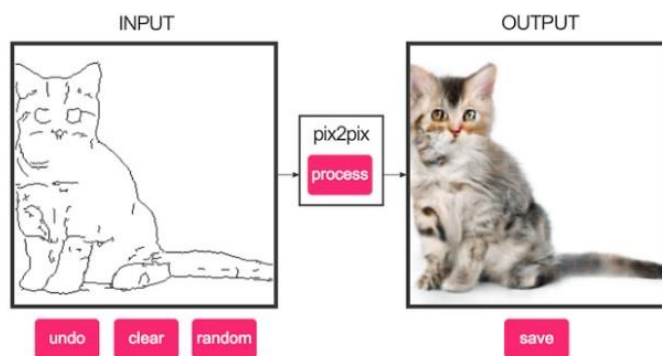 INPUT
OUTPUT
pix2pix
process
undo
clear
random
save